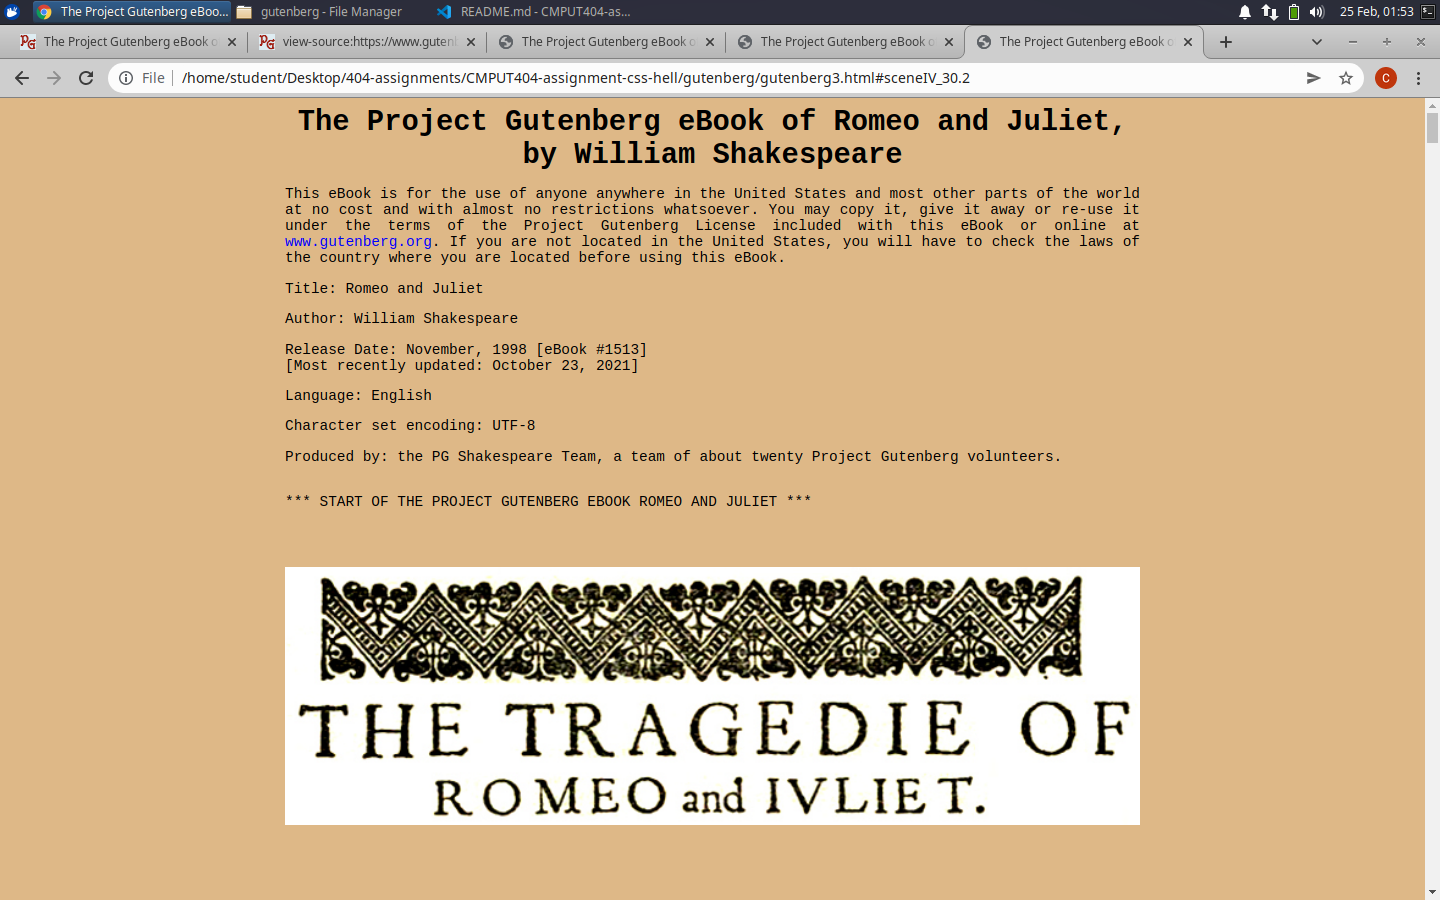 The Project Gutenberg eBoo...
gutenberg - File Manager
README.md - CMPUT404-as...
25 Feb, 01:53
The Project Gutenberg eBook o
view-source:https://www.gutenb
The Project Gutenberg eBook o
The Project Gutenberg eBook o
The Project Gutenberg eBook o
File
/home/student/Desktop/404-assignments/CMPUT404-assignment-css-hell/gutenberg/gutenberg3.html#sceneIV_30.2
C
The Project Gutenberg eBook of Romeo and Juliet,
by William Shakespeare
This eBook is for the use of anyone anywhere in the United States and most other parts of the world
at no cost and with almost no restrictions whatsoever. You may copy it, give it away or re-use it
under the terms of the Project Gutenberg License included with this eBook or online at
www.gutenberg.org. If you are not located in the United States, you will have to check the laws of
the country where you are located before using this eBook.
Title: Romeo and Juliet
Author: William Shakespeare
Release Date: November, 1998 [eBook #1513]
[Most recently updated: October 23, 2021]
Language: English
Character set encoding: UTF-8
Produced by: the PG Shakespeare Team, a team of about twenty Project Gutenberg volunteers.
*** START OF THE PROJECT GUTENBERG EBOOK ROMEO AND JULIET ***
THE TRAGEDIE OF
ROMEO and IVLIET.